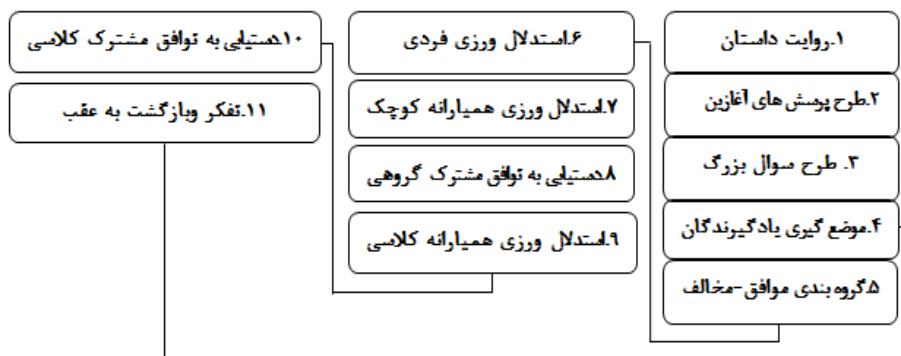 ۱.روایت داستان
۲.طرح پرسش های آغازین
۳. طرح سوال بزرگ
۴.موضع گیری یادگیرندگان
۵.گروه بندی موافق-مخالف
۶.استدلال ورزی فردی
۷.استدلال ورزی همیارانه کوچک
۸.دستیابی به توافق مشترک گروهی
۹.استدلال ورزی همیارانه کلاسی
۱۰.دستیابی به توافق مشترک کلاسی
۱۱.تفکر وبازگشت به عقب